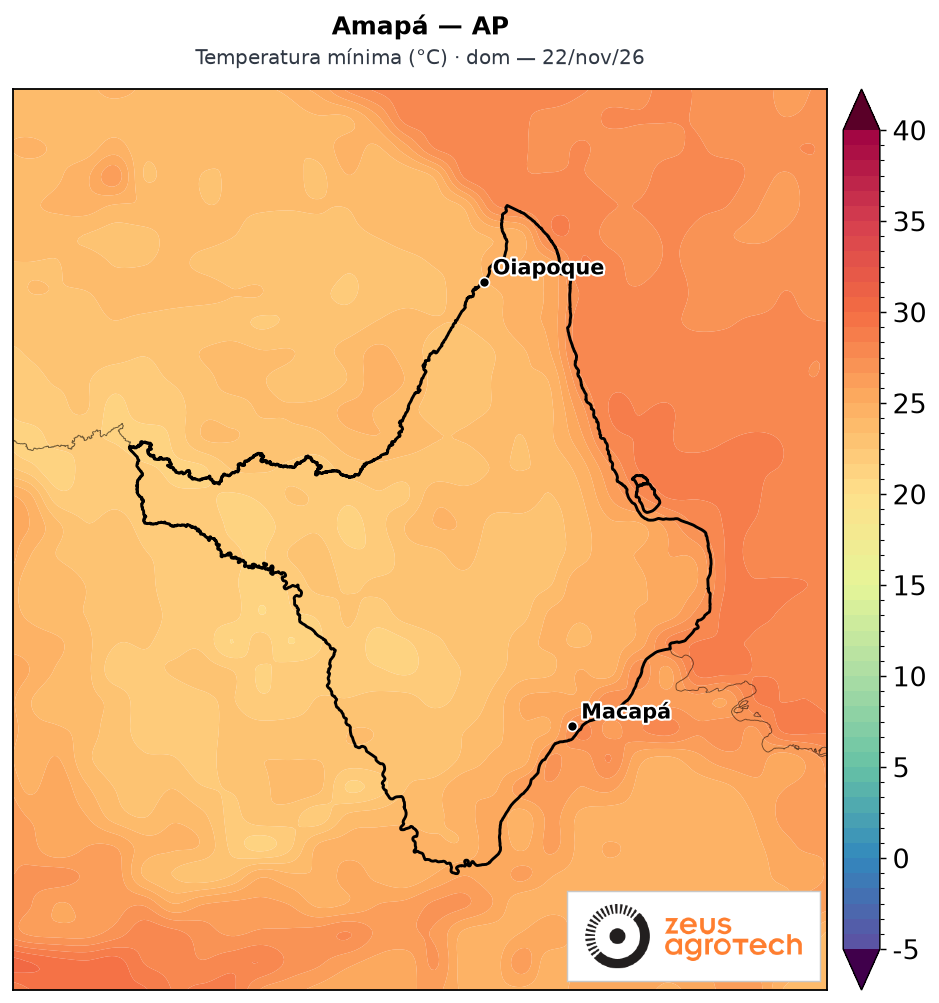 Amapá — AP
Temperatura mínima (°C) · dom — 22/nov/26
Oiapoque
Macapá
40
35
30
25
20
15
10
5
0
-5
zeus
agrotech